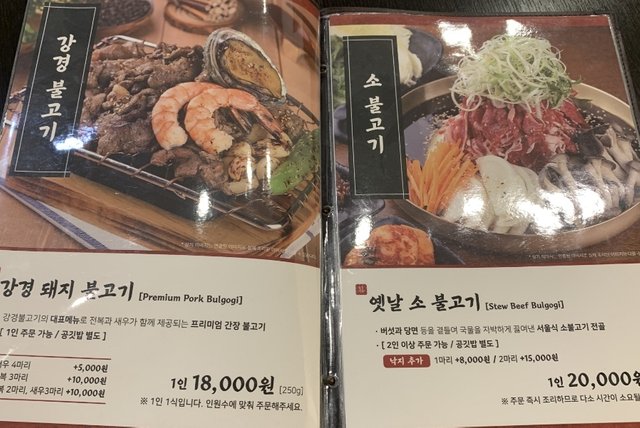 강경 불고기
강경 돼지 불고기 [Premium Pork Bulgogi]
강경불고기의 대표메뉴로 전복과 새우가 함께 제공되는 프리미엄 간장 불고기
[ 1인 주문 가능 / 공깃밥 별도 ]
4마리 +5,000원
3마리 +10,000원
2마리, 새우3마리 +10,000원
1인 18,000원 [250g]
※ 1인 1식입니다. 인원수에 맞춰 주문해주세요.
소 불고기
옛날 소 불고기 [Stew Beef Bulgogi]
· 버섯과 당면 등을 곁들여 국물을 자박하게 끓여낸 서울식 소불고기 전골
· [ 2인 이상 주문 가능 / 공깃밥 별도 ]
낙지 추가 1마리 +8,000원 / 2마리 +15,000원
1인 20,000원
※ 주문 즉시 조리하므로 다소 시간이 소요될